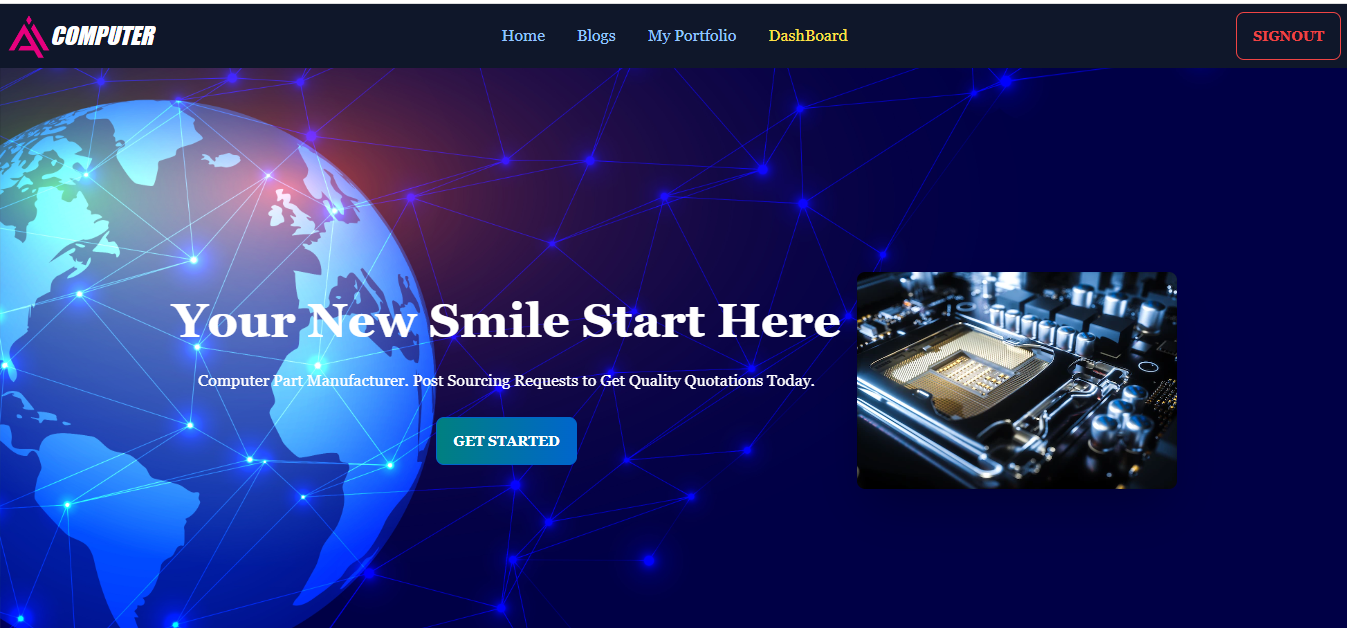 COMPUTER
Home
Blogs
My Portfolio
DashBoard
SIGNOUT
Your New Smile Start Here
Computer Part Manufacturer. Post Sourcing Requests to Get Quality Quotations Today.
GET STARTED